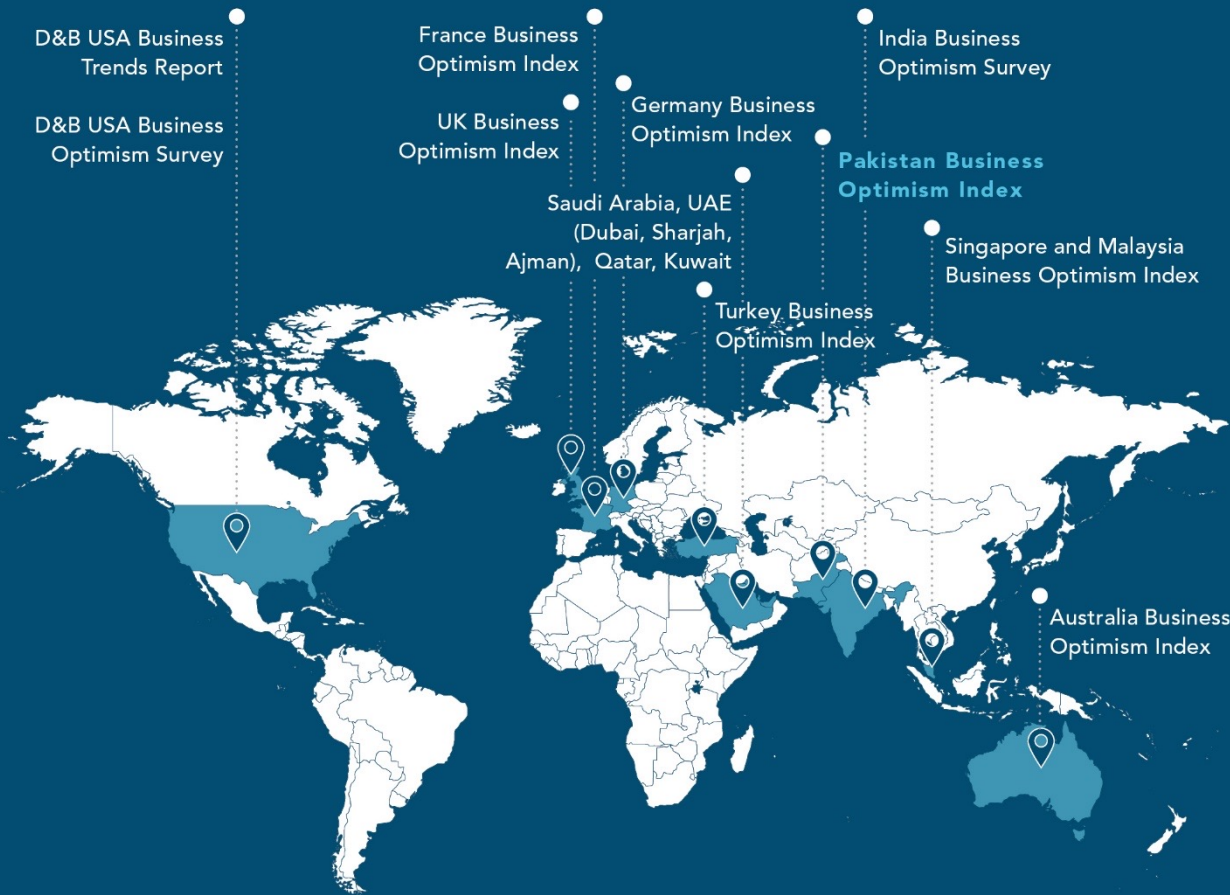 D&B USA Business
Trends Report
D&B USA Business
Optimism Survey
France Business
Optimism Index
UK Business
Optimism Index
Germany Business
Optimism Index
Saudi Arabia, UAE
(Dubai, Sharjah,
Ajman), Qatar, Kuwait
Turkey Business
Optimism Index
India Business
Optimism Survey
Pakistan Business
Optimism Index
Singapore and Malaysia
Business Optimism Index
Australia Business
Optimism Index